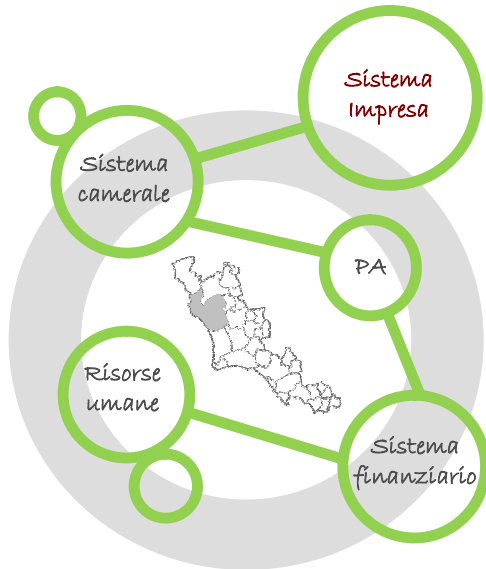 Sistema
Impresa
Sistema
camerale
PA
Risorse
umane
Sistema
finanziario